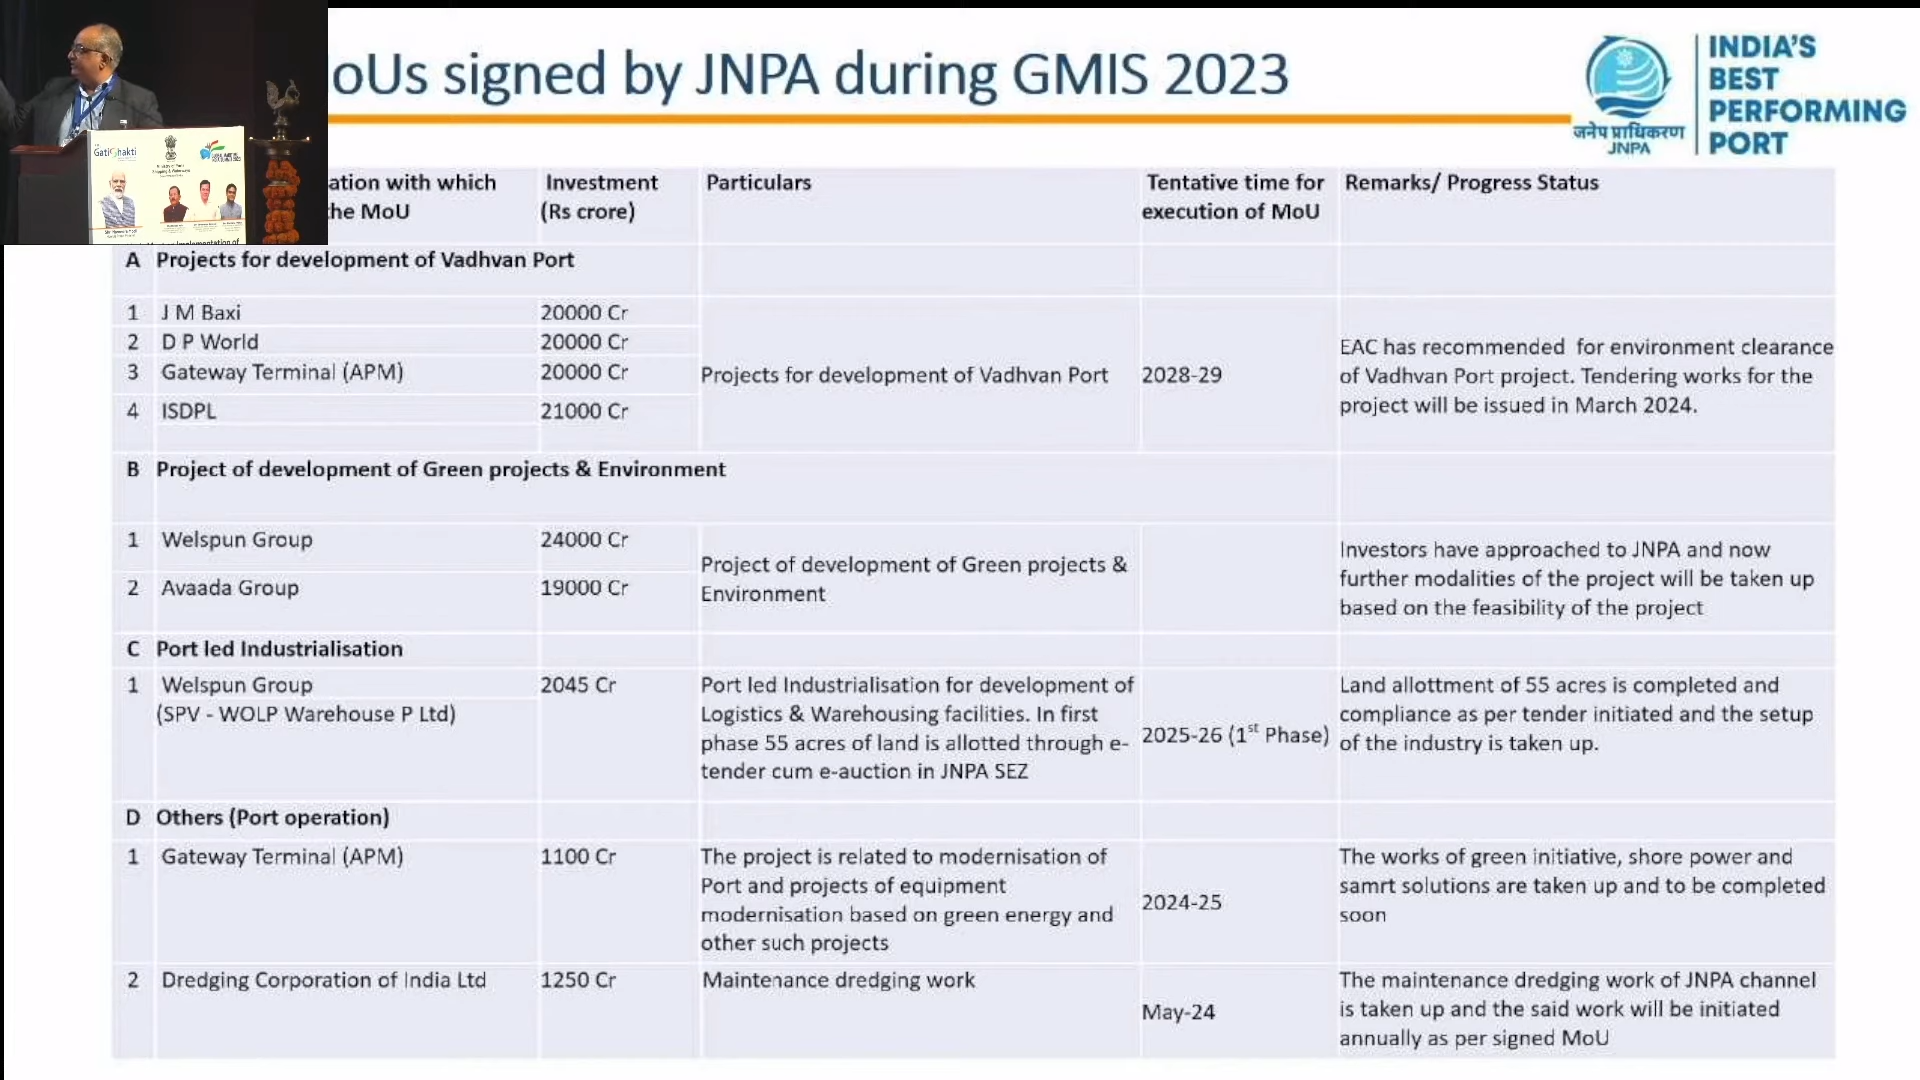 oUs signed by JNPA during GMIS 2023
जनेप प्राधिकरण
JNPA
INDIA'S
BEST
PERFORMING
PORT
GatiShakti
ation with which
the MoU
Investment
(Rs crore)
Particulars
Tentative time for
execution of MoU
Remarks/ Progress Status
A Projects for development of Vadhvan Port
1 J M Baxi 20000 Cr
2 D P World 20000 Cr
3 Gateway Terminal (APM) 20000 Cr
4 ISDPL 21000 Cr
Projects for development of Vadhvan Port
2028-29
EAC has recommended for environment clearance
of Vadhvan Port project. Tendering works for the
project will be issued in March 2024.
B Project of development of Green projects & Environment
1 Welspun Group 24000 Cr
2 Avaada Group 19000 Cr
Project of development of Green projects &
Environment
Investors have approached to JNPA and now
further modalities of the project will be taken up
based on the feasibility of the project
C Port led Industrialisation
1 Welspun Group
(SPV - WOLP Warehouse P Ltd)
2045 Cr
Port led Industrialisation for development of
Logistics & Warehousing facilities. In first
phase 55 acres of land is allotted through e-
tender cum e-auction in JNPA SEZ
2025-26 (1st Phase)
Land allottment of 55 acres is completed and
compliance as per tender initiated and the setup
of the industry is taken up.
D Others (Port operation)
1 Gateway Terminal (APM) 1100 Cr
The project is related to modernisation of
Port and projects of equipment
modernisation based on green energy and
other such projects
2024-25
The works of green initiative, shore power and
samrt solutions are taken up and to be completed
soon
2 Dredging Corporation of India Ltd 1250 Cr
Maintenance dredging work
May-24
The maintenance dredging work of JNPA channel
is taken up and the said work will be initiated
annually as per signed MoU